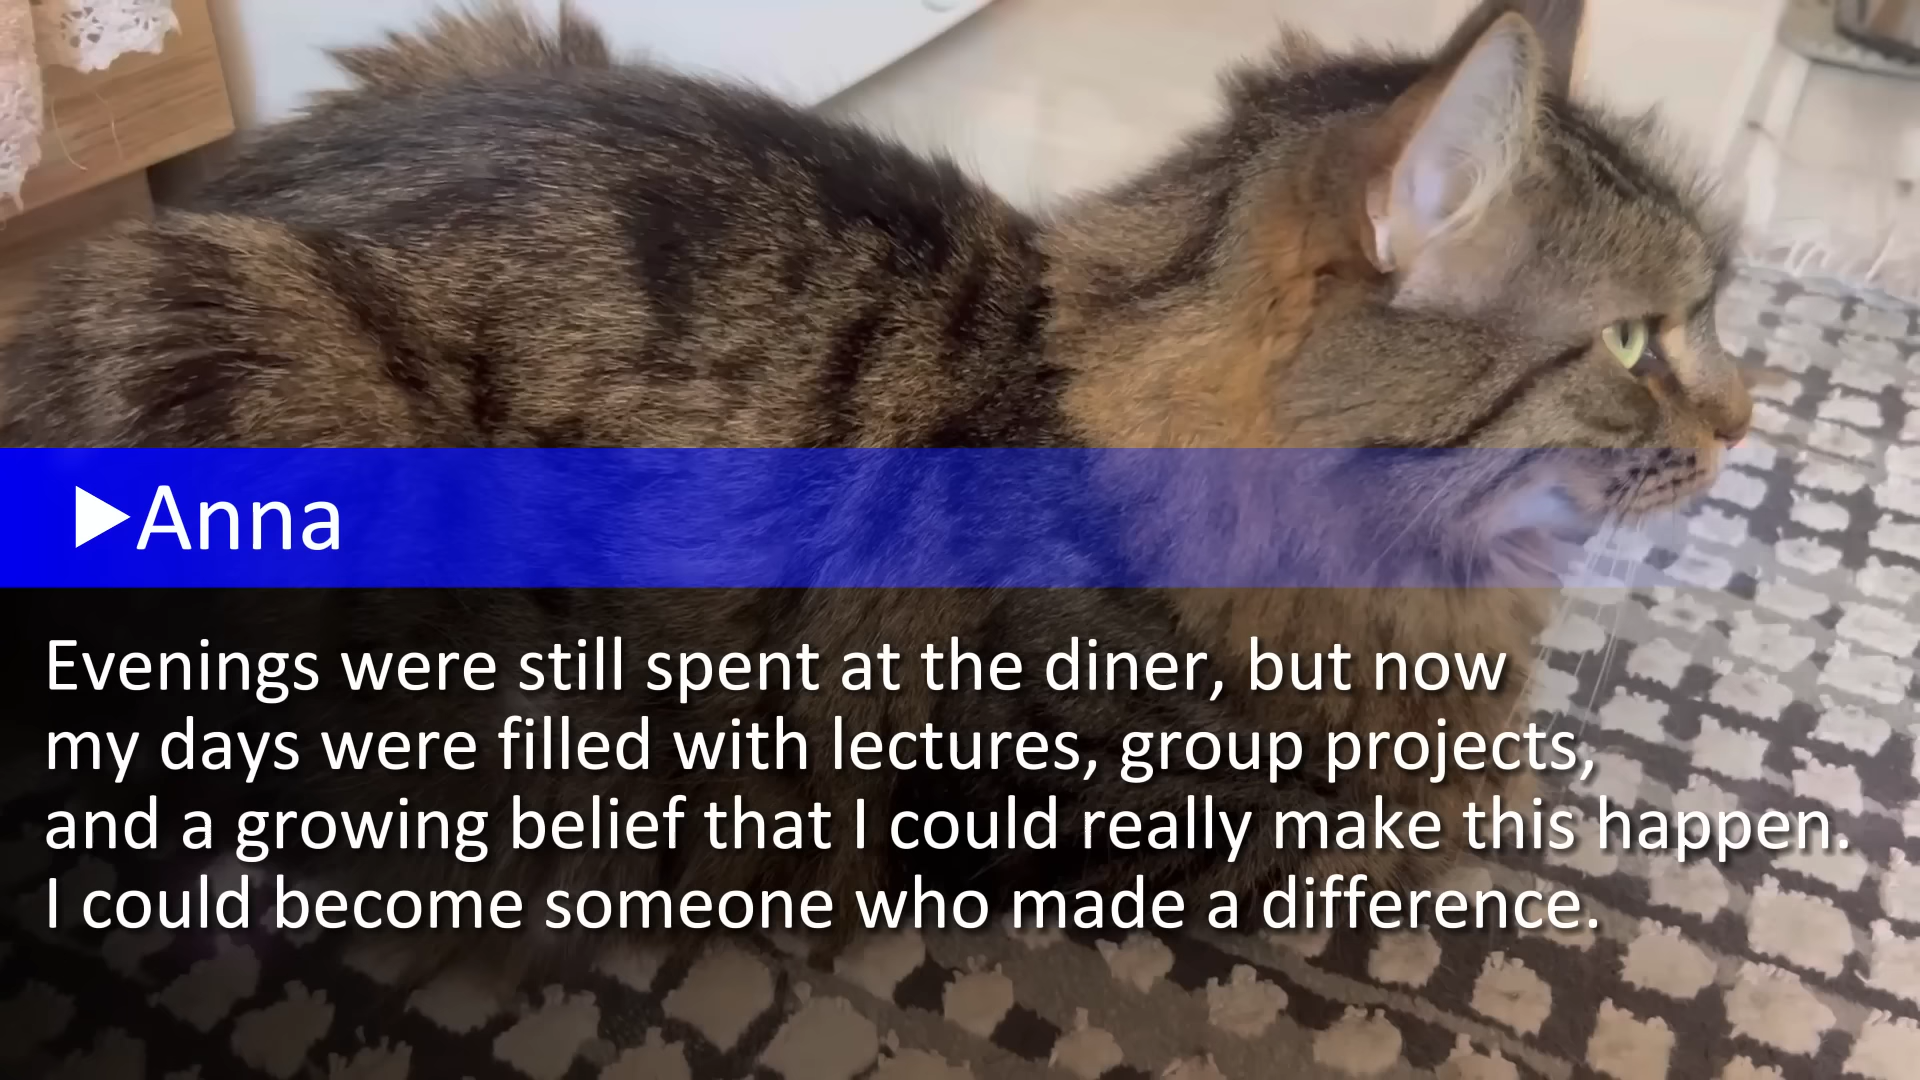 ▶Anna
Evenings were still spent at the diner, but now
my days were filled with lectures, group projects,
and a growing belief that I could really make this happen.
I could become someone who made a difference.